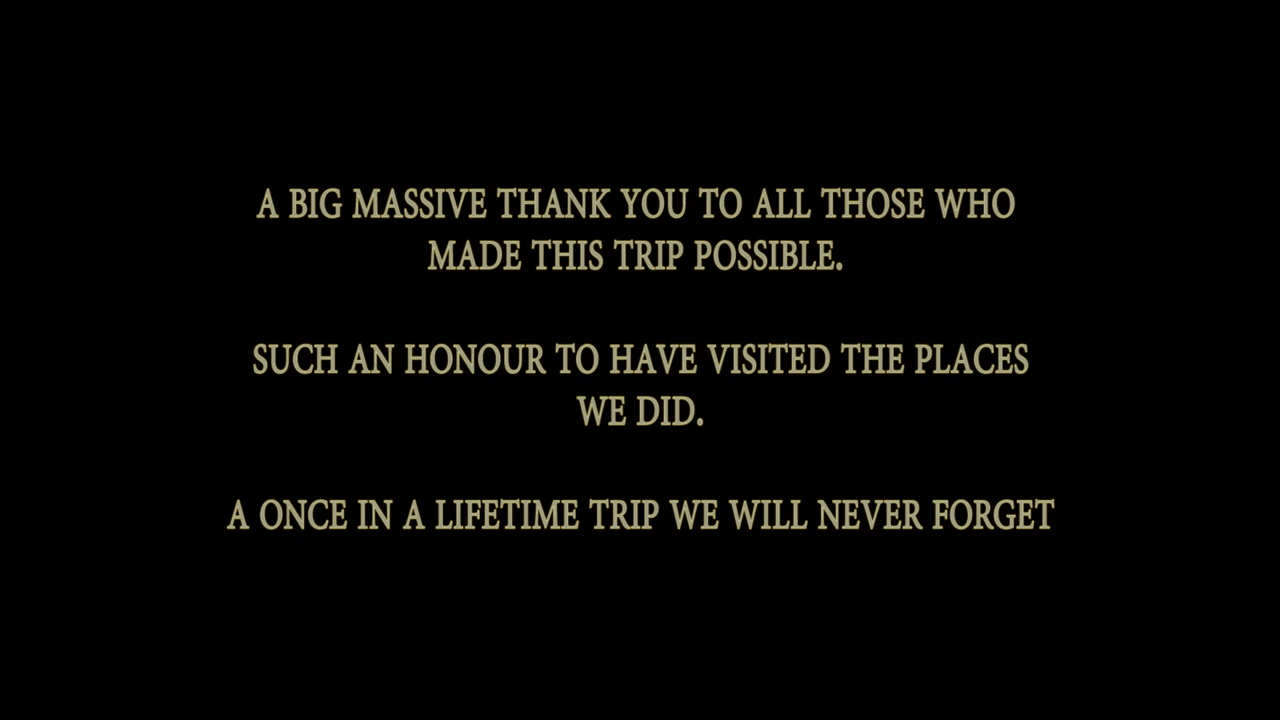 A BIG MASSIVE THANK YOU TO ALL THOSE WHO
MADE THIS TRIP POSSIBLE.
SUCH AN HONOUR TO HAVE VISITED THE PLACES
WE DID.
A ONCE IN A LIFETIME TRIP WE WILL NEVER FORGET